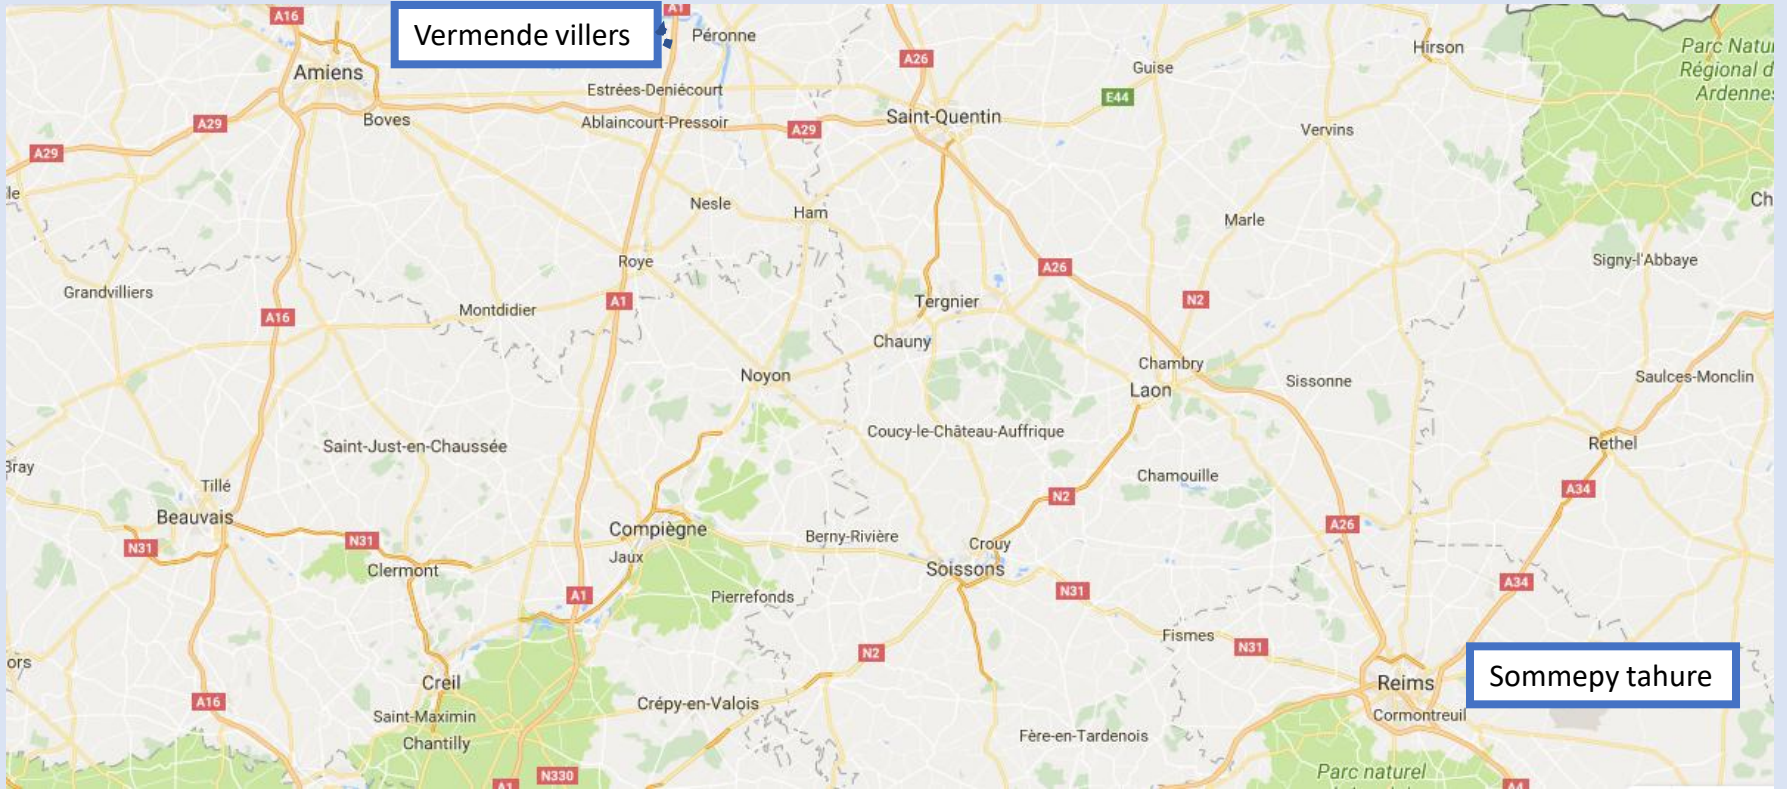 A16
Vermende villers
A1
Péronne
Hirson
Parc Natu
Régional d
Ardenne
Amiens
A26
Guise
Estrées-Deniécourt
E44
A29
Boves
Ablaincourt-Pressoir
A29
Saint-Quentin
Vervins
A29
Nesle
Ham
Marle
Ch
Roye
A26
Signy-l'Abbaye
Grandvilliers
Montdidier
A1
Tergnier
N2
A16
Chauny
Noyon
Chambry
Laon
Sissonne
Saulces-Monclin
Saint-Just-en-Chaussée
Coucy-le-Château-Auffrique
Rethel
Bray
Tillé
Chamouille
A34
N2
Beauvais
N31
N31
Compiègne
Berny-Rivière
Crouy
A26
Clermont
Jaux
Soissons
A1
Pierrefonds
N31
A34
ors
Fismes
N31
N2
Creil
Reims
Sommepy tahure
A16
Saint-Maximin
Crépy-en-Valois
Cormontreuil
Chantilly
Fère-en-Tardenois
N330
A1
Parc naturel
A4